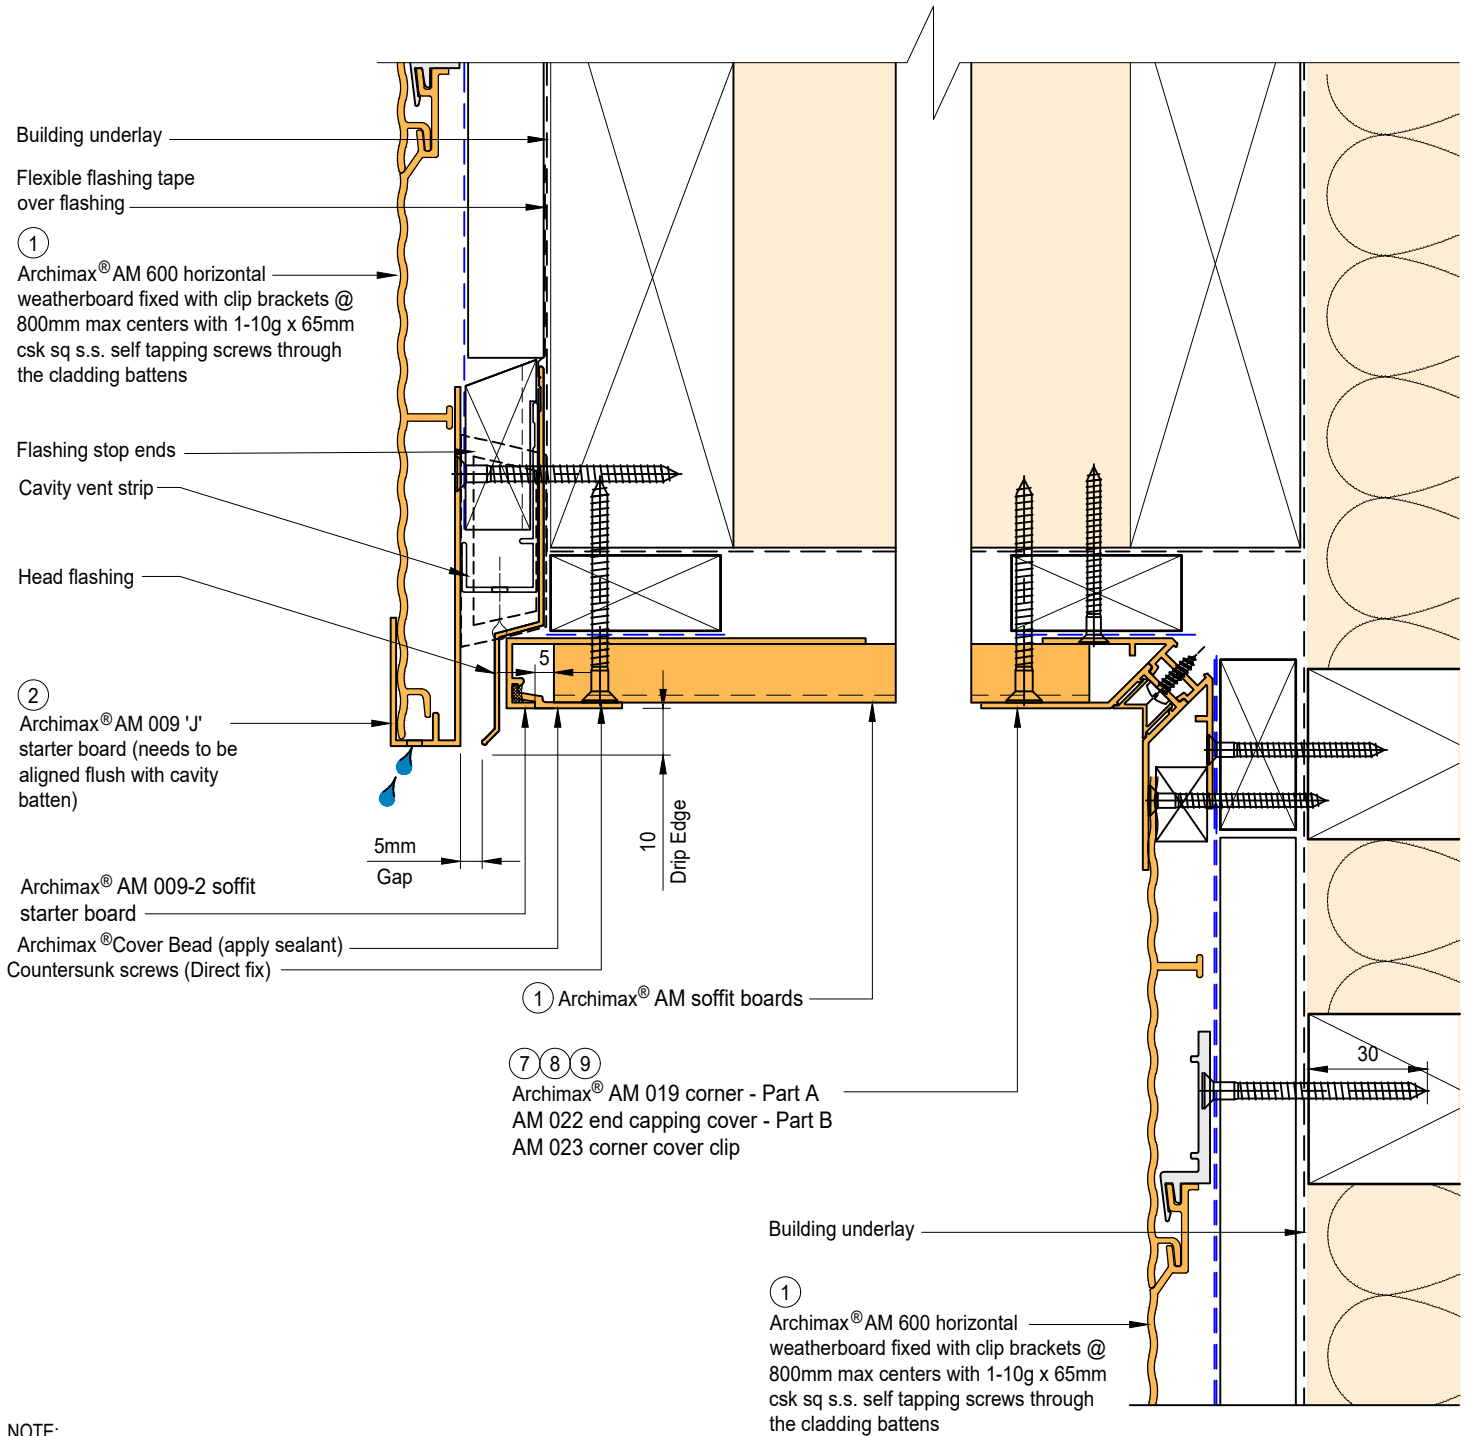 Building underlay
Flexible flashing tape
over flashing
1
Archimax® AM 600 horizontal
weatherboard fixed with clip brackets @
800mm max centers with 1-10g x 65mm
csk sq s.s. self tapping screws through
the cladding battens
Flashing stop ends
Cavity vent strip
Head flashing
5
2
Archimax® AM 009 'J'
starter board (needs to be
aligned flush with cavity
batten)
5mm
Gap
10
Drip Edge
Archimax® AM 009-2 soffit
starter board
Archimax® Cover Bead (apply sealant)
Countersunk screws (Direct fix)
1 Archimax® AM soffit boards
7 8 9
Archimax® AM 019 corner - Part A
AM 022 end capping cover - Part B
AM 023 corner cover clip
30
Building underlay
1
Archimax® AM 600 horizontal
weatherboard fixed with clip brackets @
800mm max centers with 1-10g x 65mm
csk sq s.s. self tapping screws through
the cladding battens
NOTE: